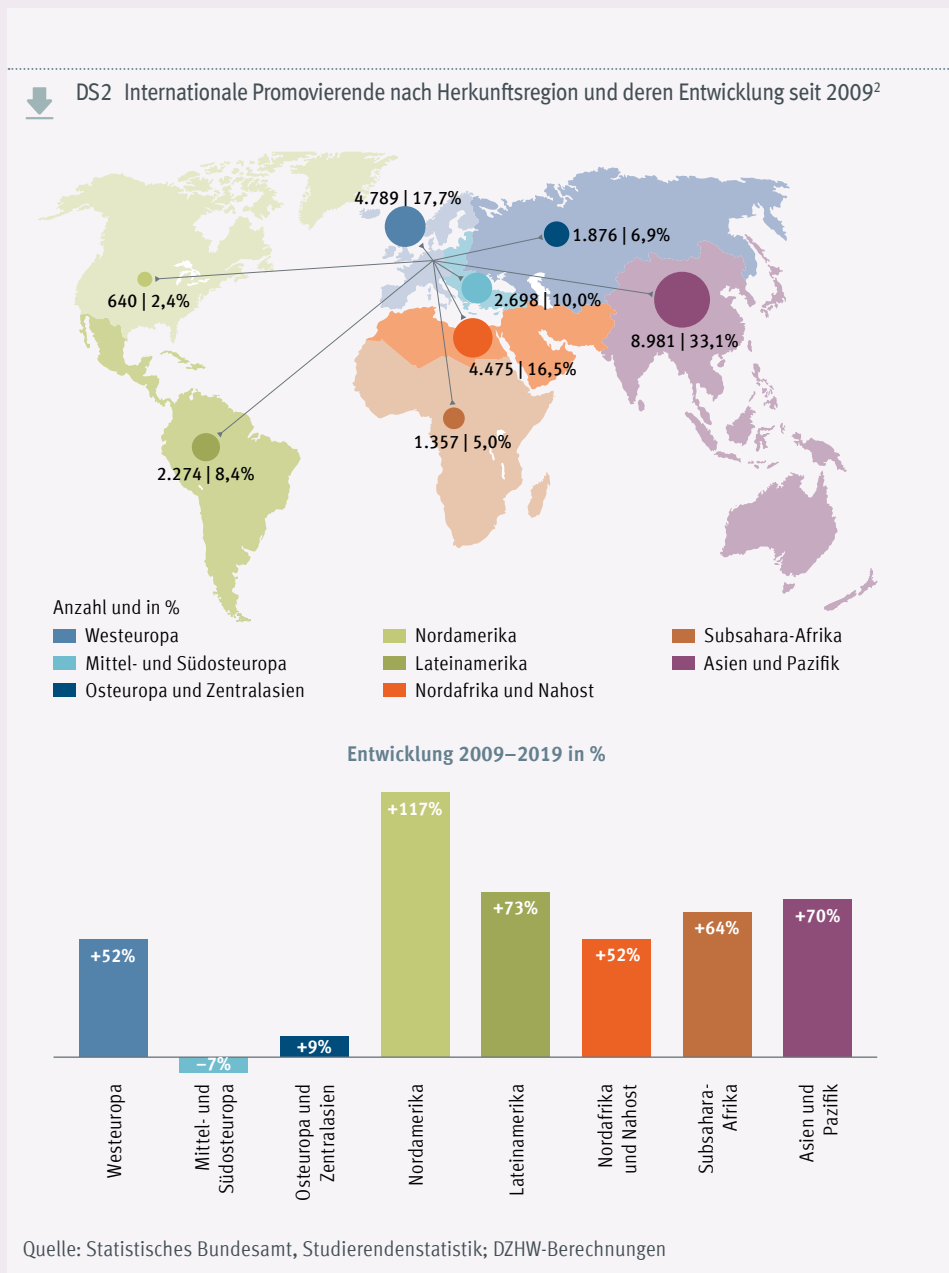 DS2 Internationale Promovierende nach Herkunftsregion und deren Entwicklung seit 2009²
4.789 | 17,7%
1.876 | 6,9%
640 | 2,4%
2.698 | 10,0%
8.981 | 33,1%
4.475 | 16,5%
1.357 | 5,0%
2.274 | 8,4%
Anzahl und in %
Westeuropa
Mittel- und Südosteuropa
Osteuropa und Zentralasien
Nordamerika
Lateinamerika
Nordafrika und Nahost
Subsahara-Afrika
Asien und Pazifik
Entwicklung 2009–2019 in %
+52%
–7%
+9%
+117%
+73%
+52%
+64%
+70%
Westeuropa
Mittel- und
Südosteuropa
Osteuropa und
Zentralasien
Nordamerika
Lateinamerika
Nordafrika
und Nahost
Subsahara-
Afrika
Asien und
Pazifik
Quelle: Statistisches Bundesamt, Studierendenstatistik; DZHW-Berechnungen